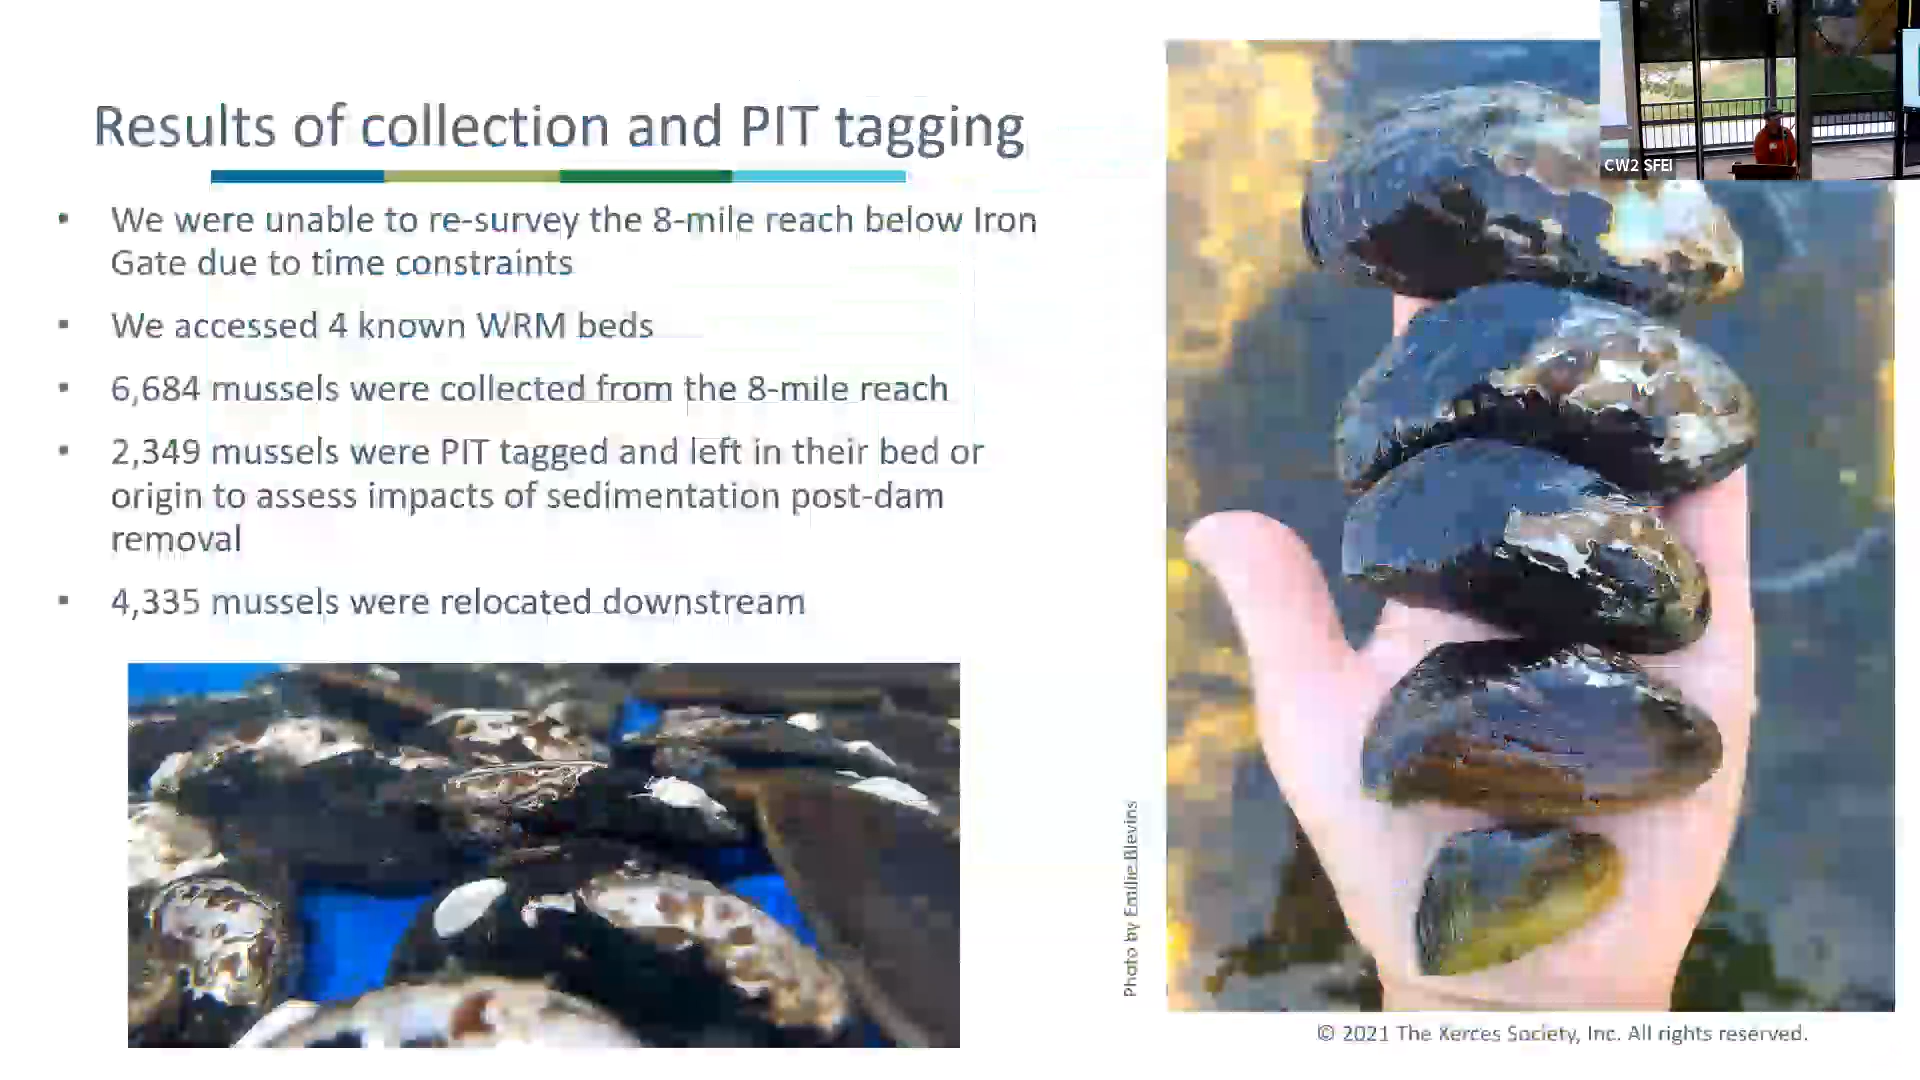 Results of collection and PIT tagging
We were unable to re-survey the 8-mile reach below Iron
Gate due to time constraints
We accessed 4 known WRM beds
6,684 mussels were collected from the 8-mile reach
2,349 mussels were PIT tagged and left in their bed or
origin to assess impacts of sedimentation post-dam
removal
4,335 mussels were relocated downstream
Photo by Emilie Blevins
© 2021 The Xerces Society, Inc. All rights reserved.
CW2 SFEI